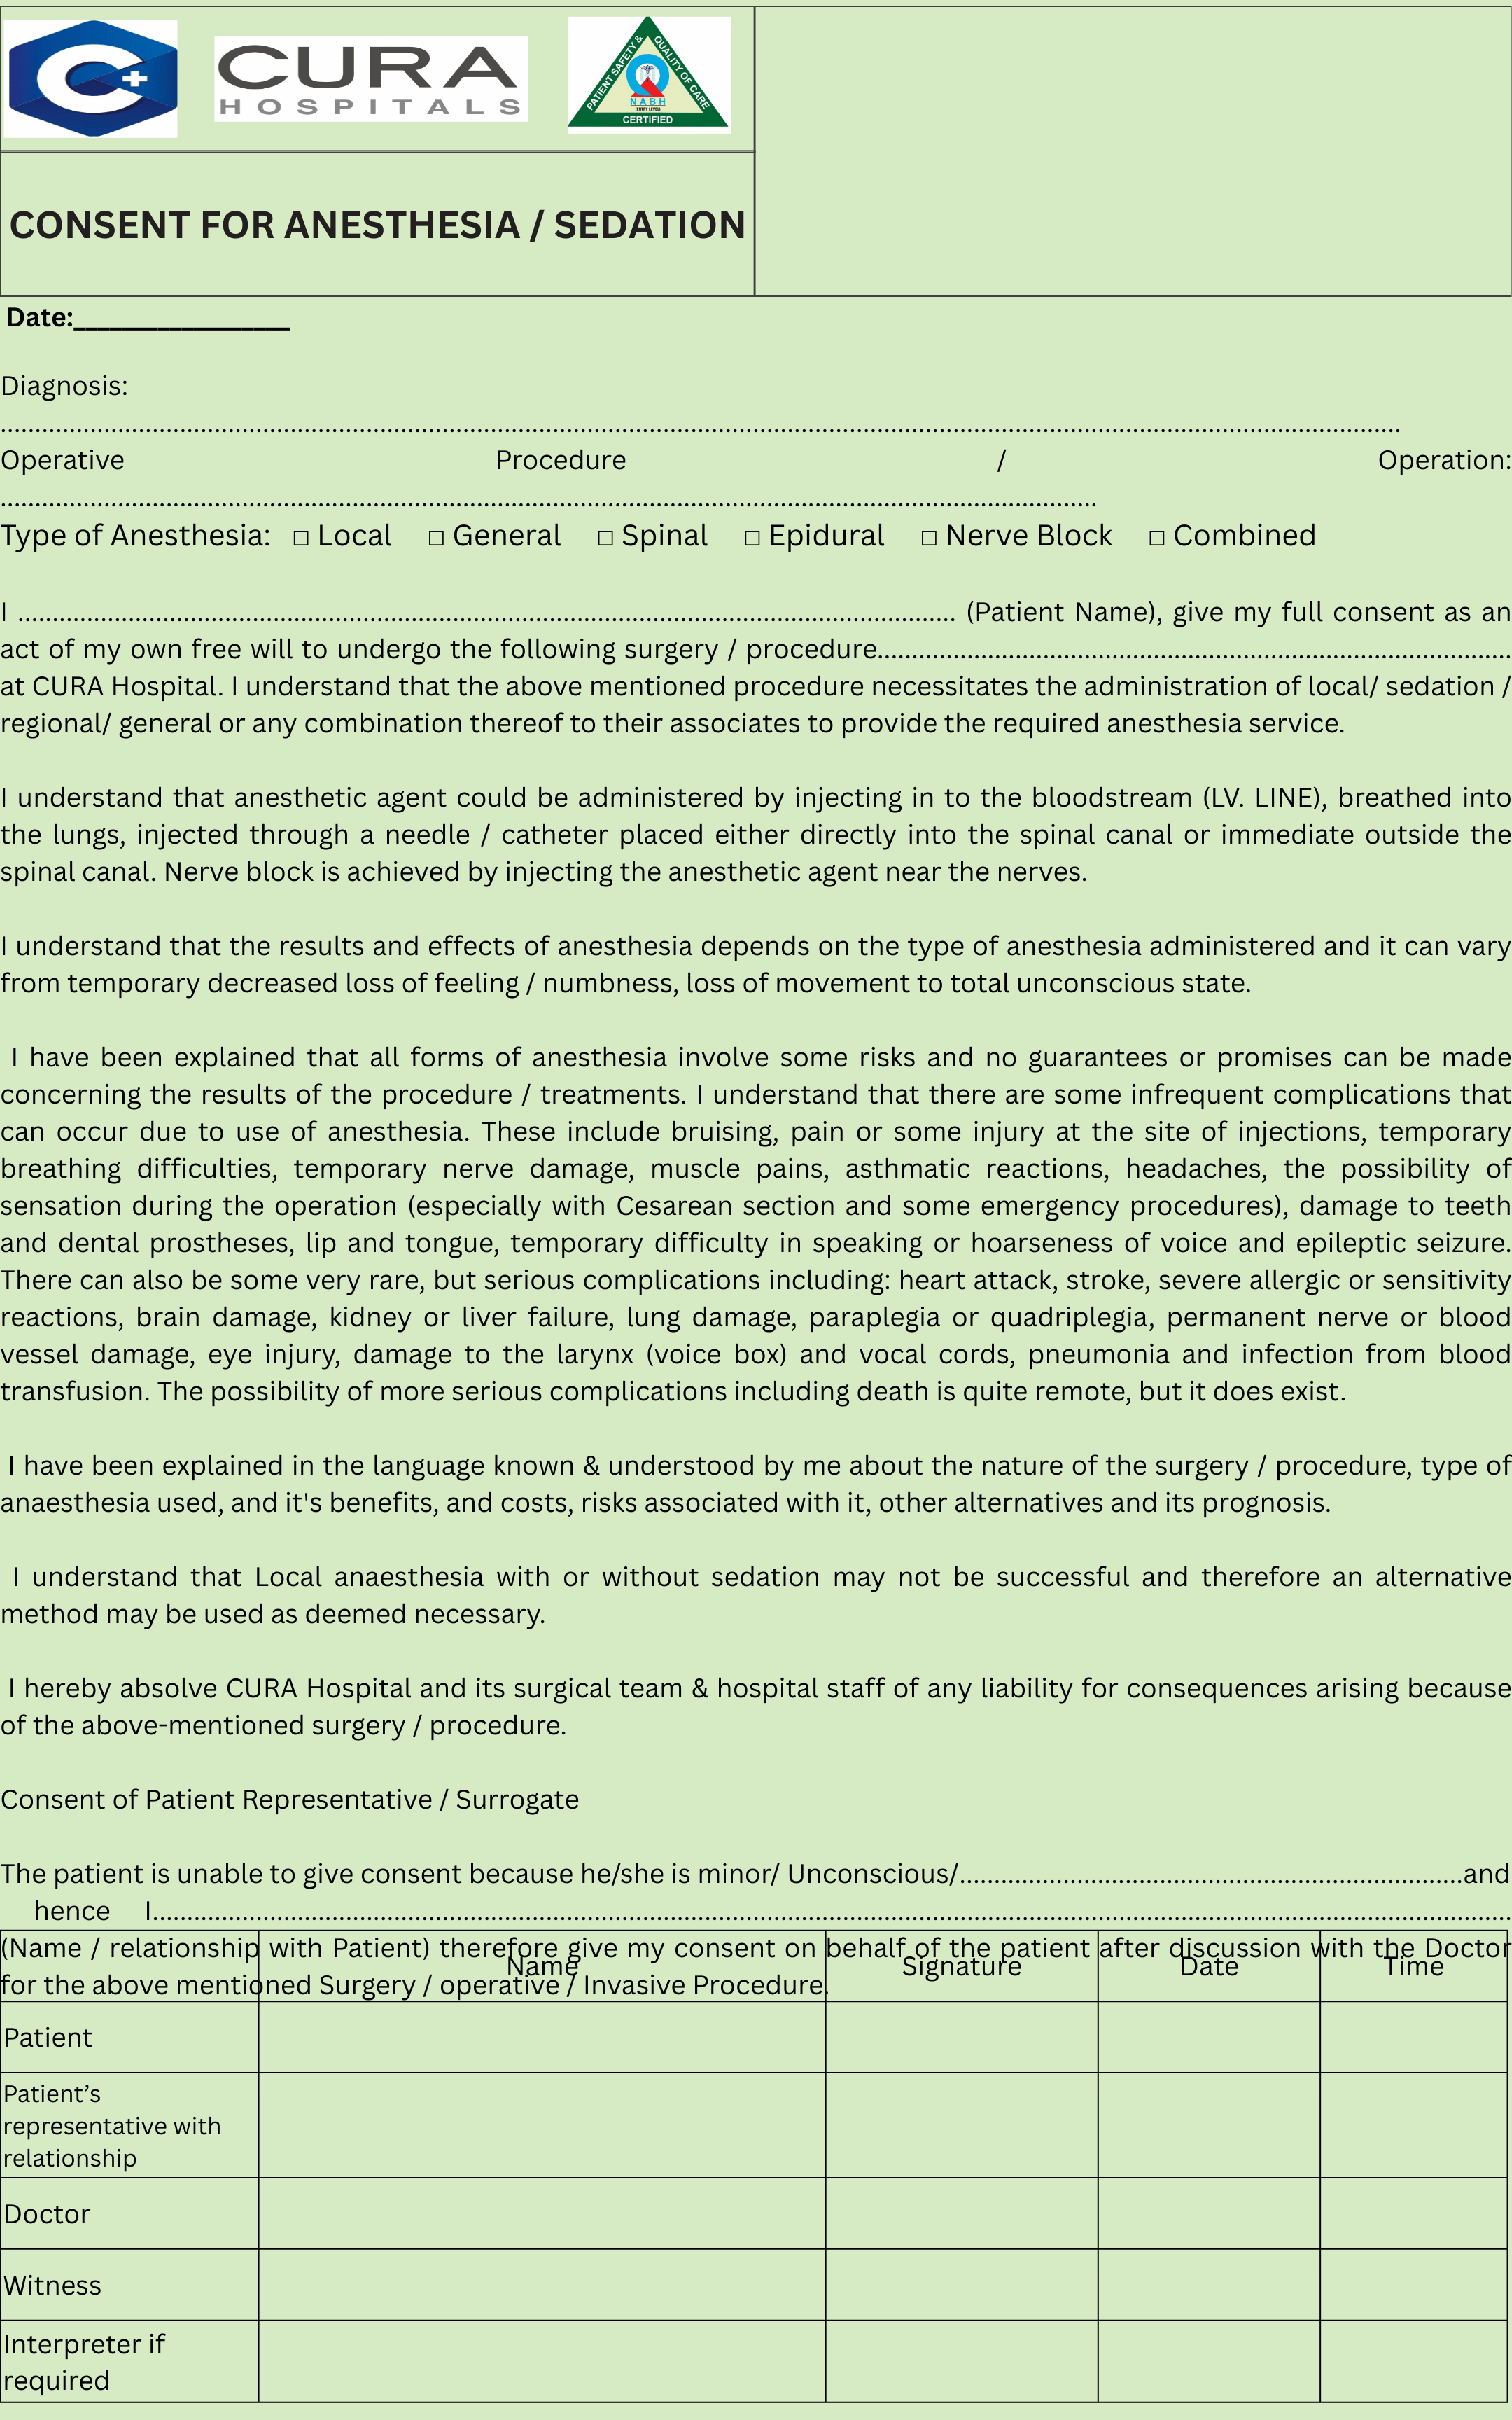 C+
CURA
HOSPITALS
PATIENT SAFETY & QUALITY OF CARE
NABH
(ENTRY LEVEL)
CERTIFIED
CONSENT FOR ANESTHESIA / SEDATION
Date:__________________
Diagnosis:
....................................................................................................................................................................................................
Operative Procedure / Operation:
..........................................................................................................................................................
Type of Anesthesia: □ Local □ General □ Spinal □ Epidural □ Nerve Block □ Combined
I ....................................................................................................................................... (Patient Name), give my full consent as an
act of my own free will to undergo the following surgery / procedure...........................................................................................
at CURA Hospital. I understand that the above mentioned procedure necessitates the administration of local/ sedation /
regional/ general or any combination thereof to their associates to provide the required anesthesia service.
I understand that anesthetic agent could be administered by injecting in to the bloodstream (LV. LINE), breathed into
the lungs, injected through a needle / catheter placed either directly into the spinal canal or immediate outside the
spinal canal. Nerve block is achieved by injecting the anesthetic agent near the nerves.
I understand that the results and effects of anesthesia depends on the type of anesthesia administered and it can vary
from temporary decreased loss of feeling / numbness, loss of movement to total unconscious state.
I have been explained that all forms of anesthesia involve some risks and no guarantees or promises can be made
concerning the results of the procedure / treatments. I understand that there are some infrequent complications that
can occur due to use of anesthesia. These include bruising, pain or some injury at the site of injections, temporary
breathing difficulties, temporary nerve damage, muscle pains, asthmatic reactions, headaches, the possibility of
sensation during the operation (especially with Cesarean section and some emergency procedures), damage to teeth
and dental prostheses, lip and tongue, temporary difficulty in speaking or hoarseness of voice and epileptic seizure.
There can also be some very rare, but serious complications including: heart attack, stroke, severe allergic or sensitivity
reactions, brain damage, kidney or liver failure, lung damage, paraplegia or quadriplegia, permanent nerve or blood
vessel damage, eye injury, damage to the larynx (voice box) and vocal cords, pneumonia and infection from blood
transfusion. The possibility of more serious complications including death is quite remote, but it does exist.
I have been explained in the language known & understood by me about the nature of the surgery / procedure, type of
anaesthesia used, and it's benefits, and costs, risks associated with it, other alternatives and its prognosis.
I understand that Local anaesthesia with or without sedation may not be successful and therefore an alternative
method may be used as deemed necessary.
I hereby absolve CURA Hospital and its surgical team & hospital staff of any liability for consequences arising because
of the above-mentioned surgery / procedure.
Consent of Patient Representative / Surrogate
The patient is unable to give consent because he/she is minor/ Unconscious/........................................................................and
hence I....................................................................................................................................................................................................
(Name / relationship with Patient) therefore give my consent on behalf of the patient after discussion with the Doctor
for the above mentioned Surgery / operative / Invasive Procedure.
Name Signature Date Time
Patient
Patient’s
representative with
relationship
Doctor
Witness
Interpreter if
required